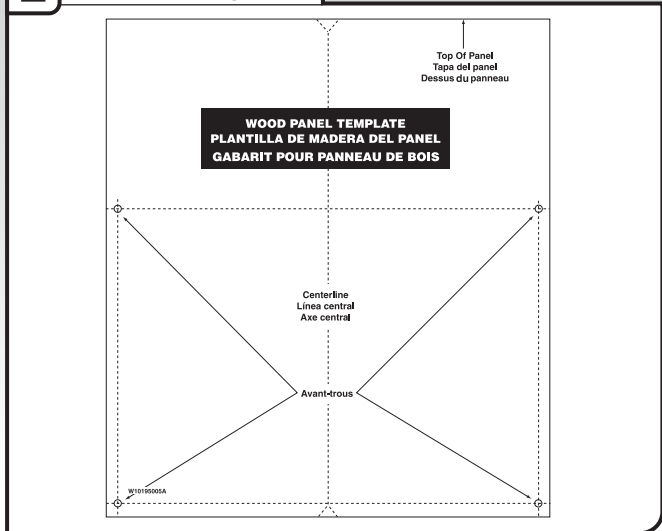 Top Of Panel
Tapa del panel
Dessus du panneau
WOOD PANEL TEMPLATE
PLANTILLA DE MADERA DEL PANEL
GABARIT POUR PANNEAU DE BOIS
Centerline
Línea central
Axe central
Avant-trous
W10195005A